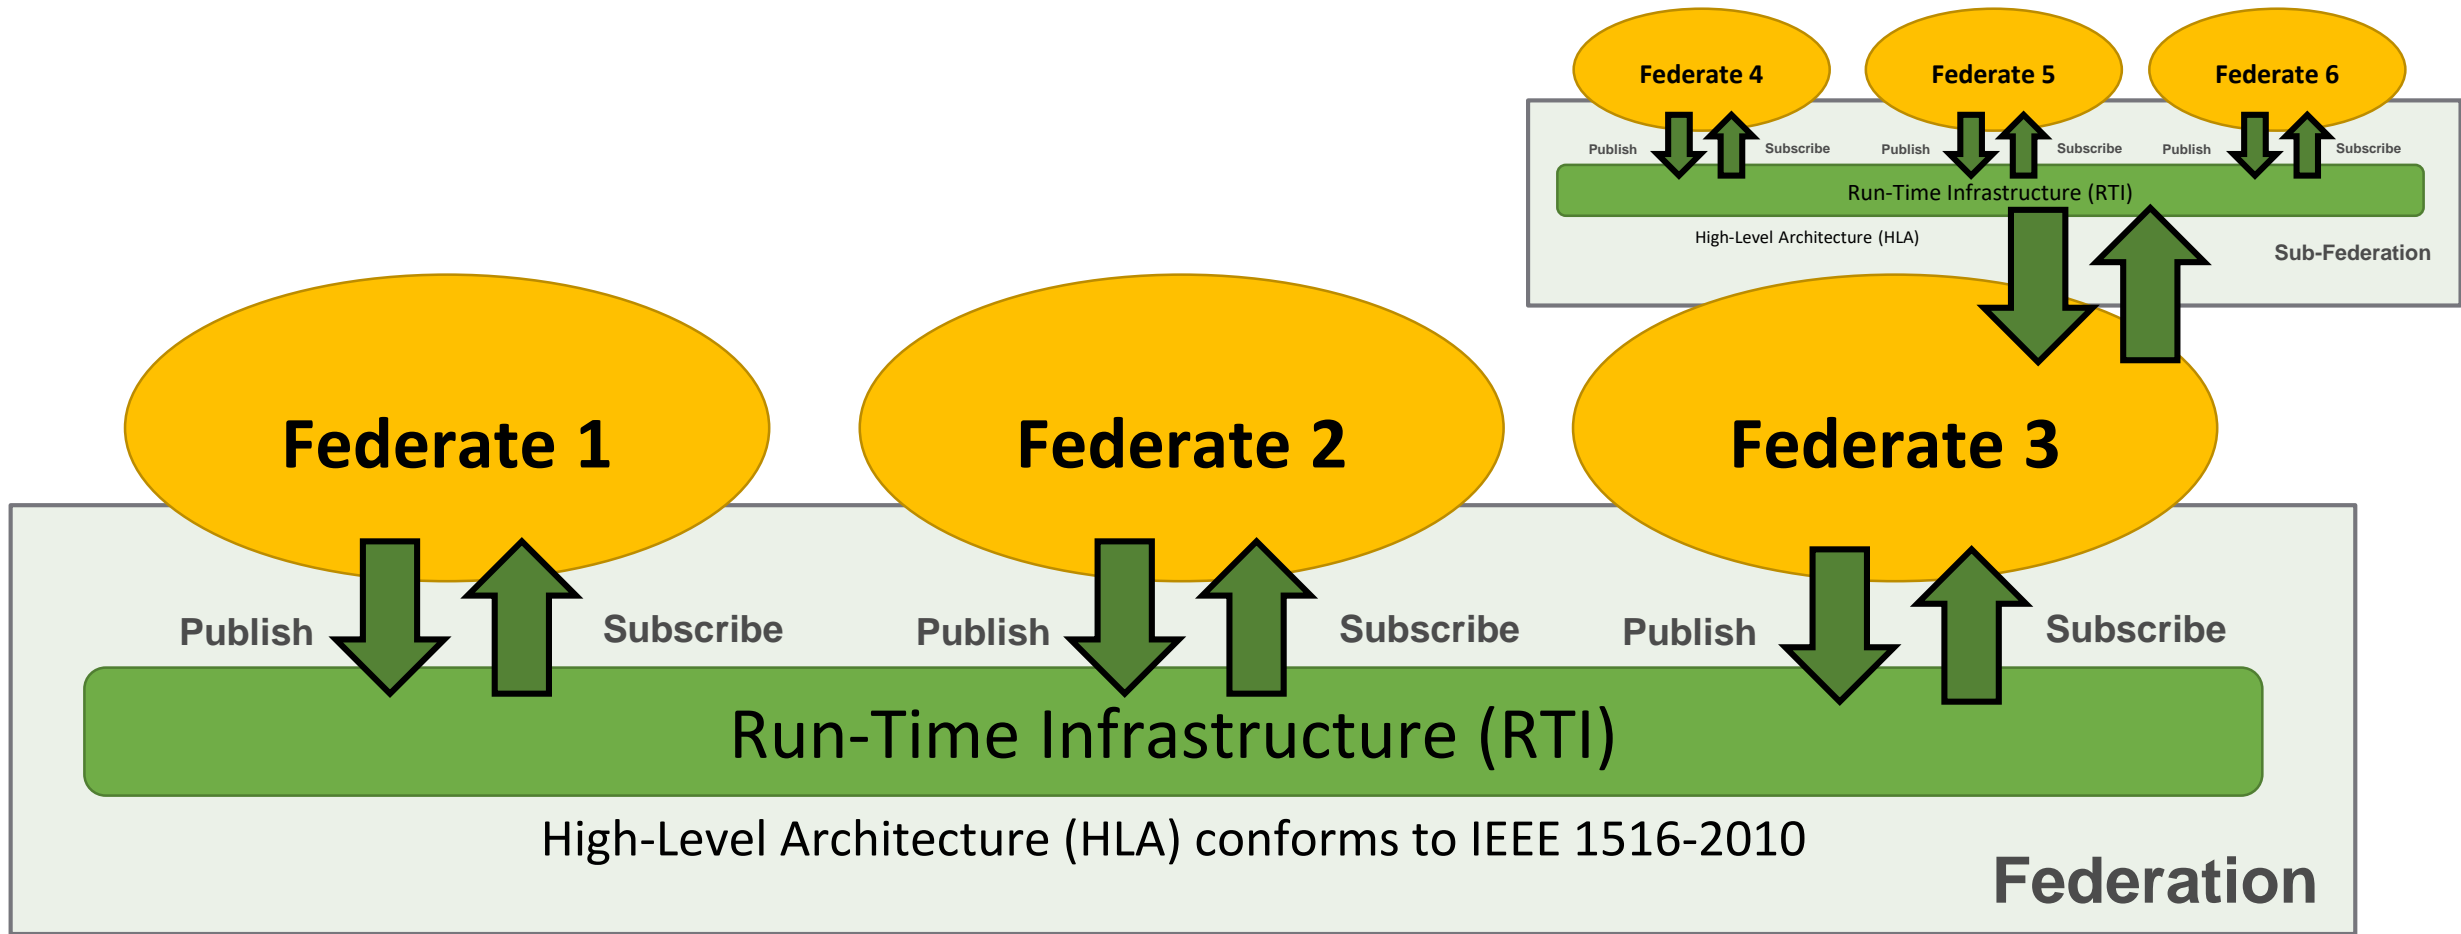 Federate 4
Federate 5
Federate 6
Publish
Subscribe
Publish
Subscribe
Publish
Subscribe
Run-Time Infrastructure (RTI)
High-Level Architecture (HLA)
Sub-Federation
Federate 1
Federate 2
Federate 3
Publish
Subscribe
Publish
Subscribe
Publish
Subscribe
Run-Time Infrastructure (RTI)
High-Level Architecture (HLA) conforms to IEEE 1516-2010
Federation